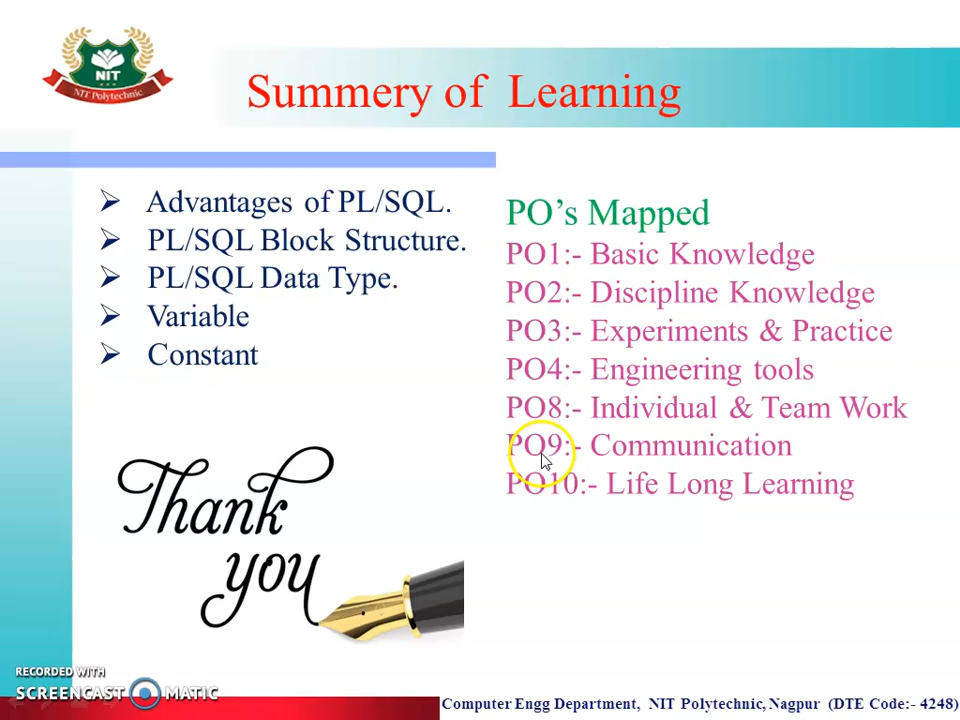 NIT
NIT Polytechnic
Summery of Learning
Advantages of PL/SQL.
PL/SQL Block Structure.
PL/SQL Data Type.
Variable
Constant
PO’s Mapped
PO1:- Basic Knowledge
PO2:- Discipline Knowledge
PO3:- Experiments & Practice
PO4:- Engineering tools
PO8:- Individual & Team Work
PO9:- Communication
PO10:- Life Long Learning
Thank
you
RECORDED WITH
SCREENCAST MATIC
Computer Engg Department, NIT Polytechnic, Nagpur (DTE Code:- 4248)